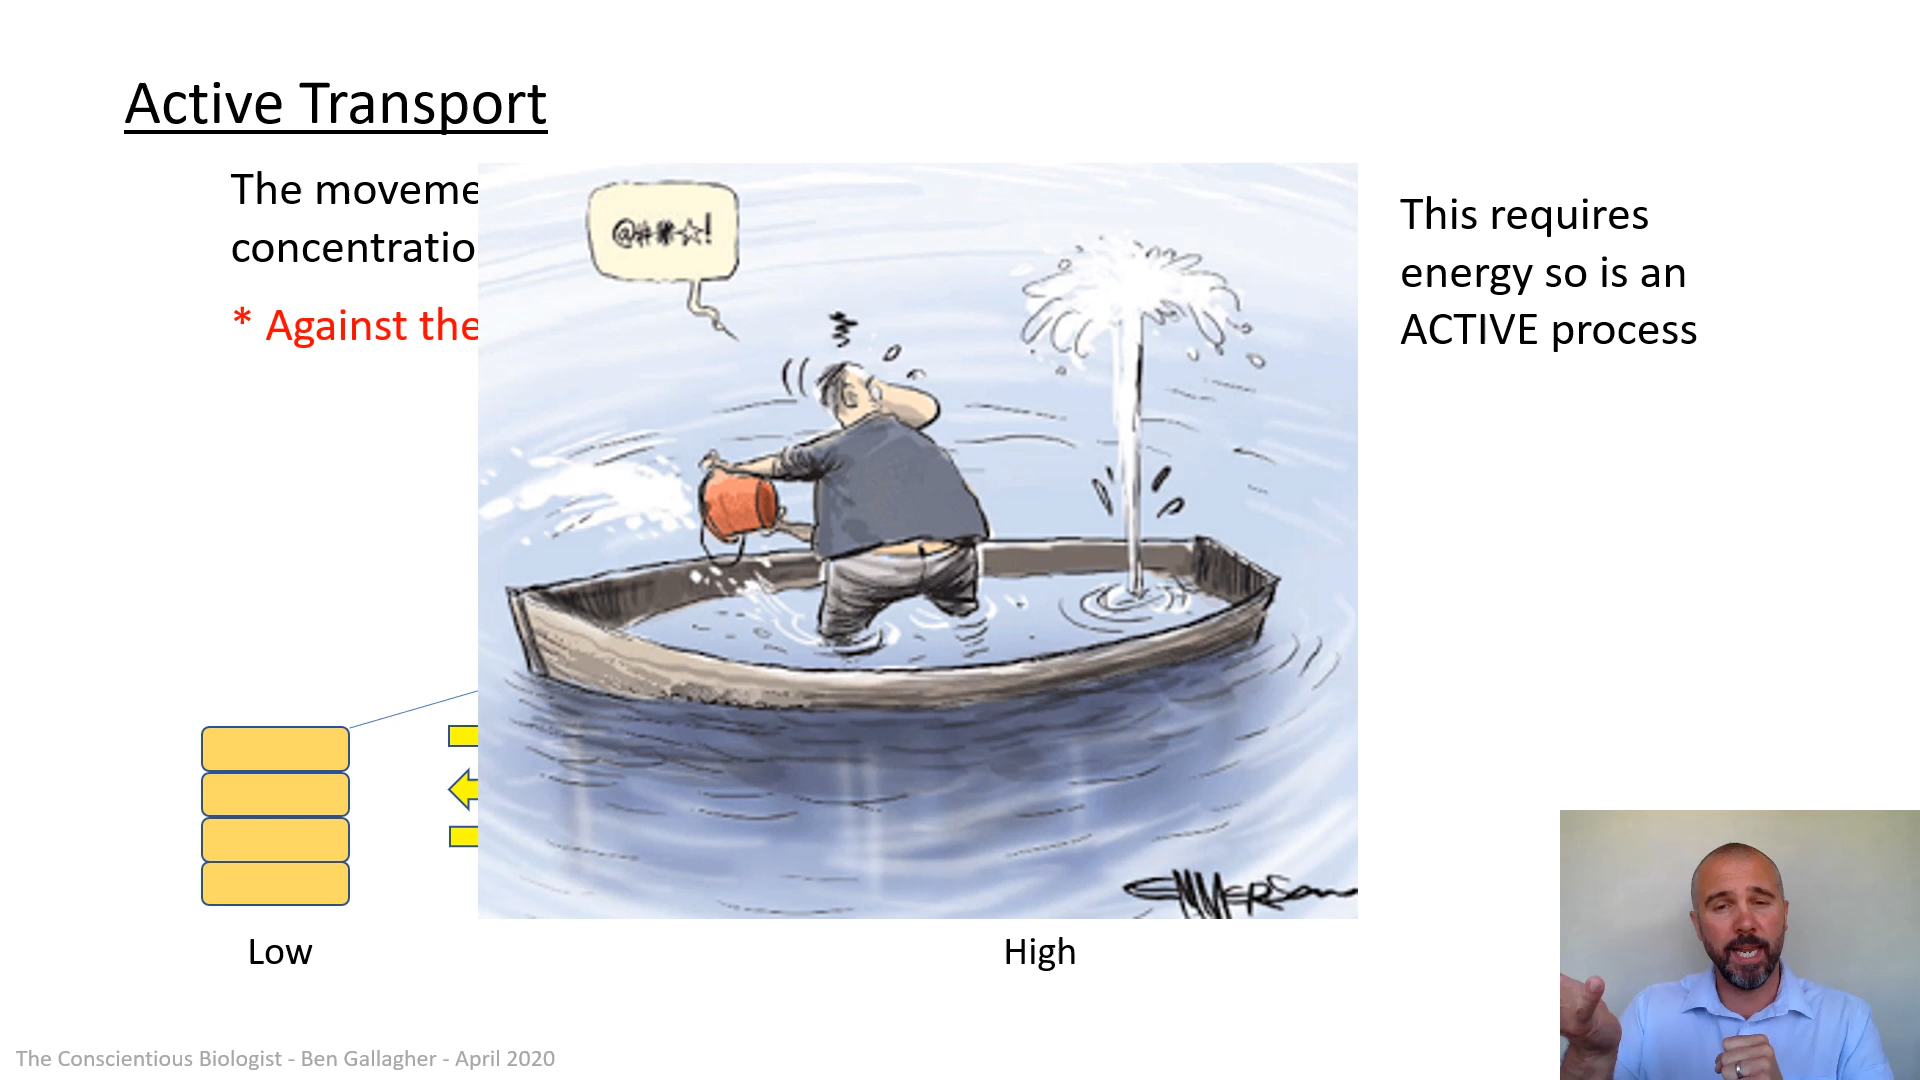 Active Transport
The moveme
concentratio
* Against the
@##☆!
This requires
energy so is an
ACTIVE process
Low
High
EMMERSON
The Conscientious Biologist - Ben Gallagher - April 2020